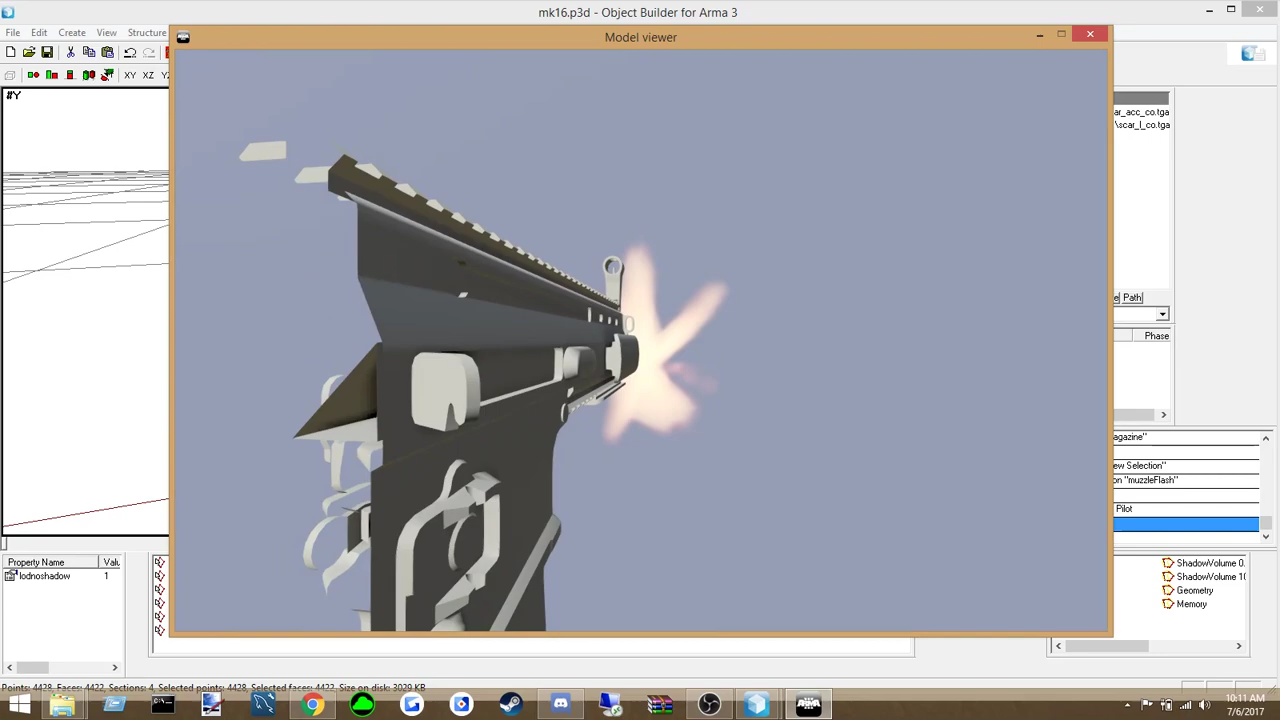 mk16.p3d - Object Builder for Arma 3
File Edit Create View Structure
Model viewer
XY XZ
#Y
ar_acc_co.tga
\scar_l_co.tga
Path
Phase
agazine"
ew Selection"
on "muzzleFlash"
Pilot
Property Name
lodnoshadow 1
ShadowVolume 0.
ShadowVolume 10
Geometry
Memory
Points: 4428, Faces: 4422, Sections: 4, Selected points: 4428, Selected faces: 4422, Size on disk: 3029 KB
10:11 AM
7/6/2017